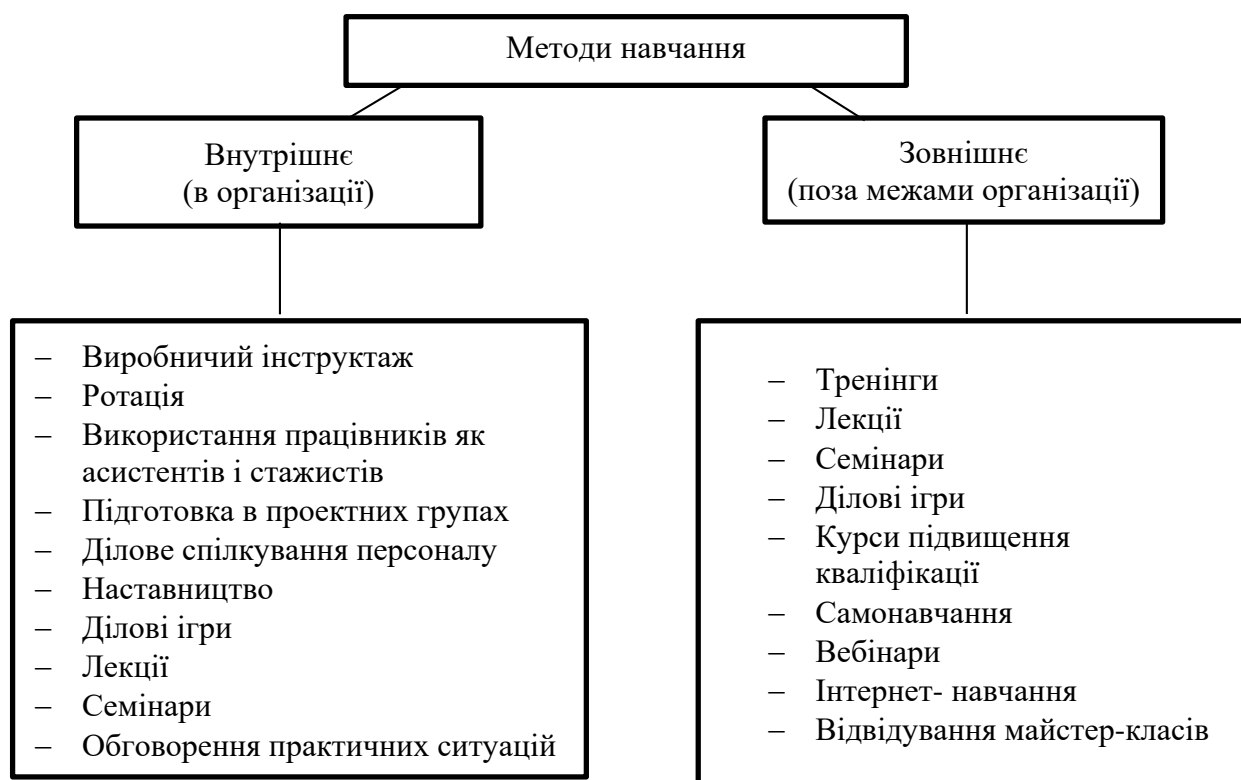 Методи навчання
Внутрішнє
(в організації)
Зовнішнє
(поза межами організації)
– Виробничий інструктаж
– Ротація
– Використання працівників як
асистентів і стажистів
– Підготовка в проектних групах
– Ділове спілкування персоналу
– Наставництво
– Ділові ігри
– Лекції
– Семінари
– Обговорення практичних ситуацій
– Тренінги
– Лекції
– Семінари
– Ділові ігри
– Курси підвищення
кваліфікації
– Самонавчання
– Вебінари
– Інтернет- навчання
– Відвідування майстер-класів